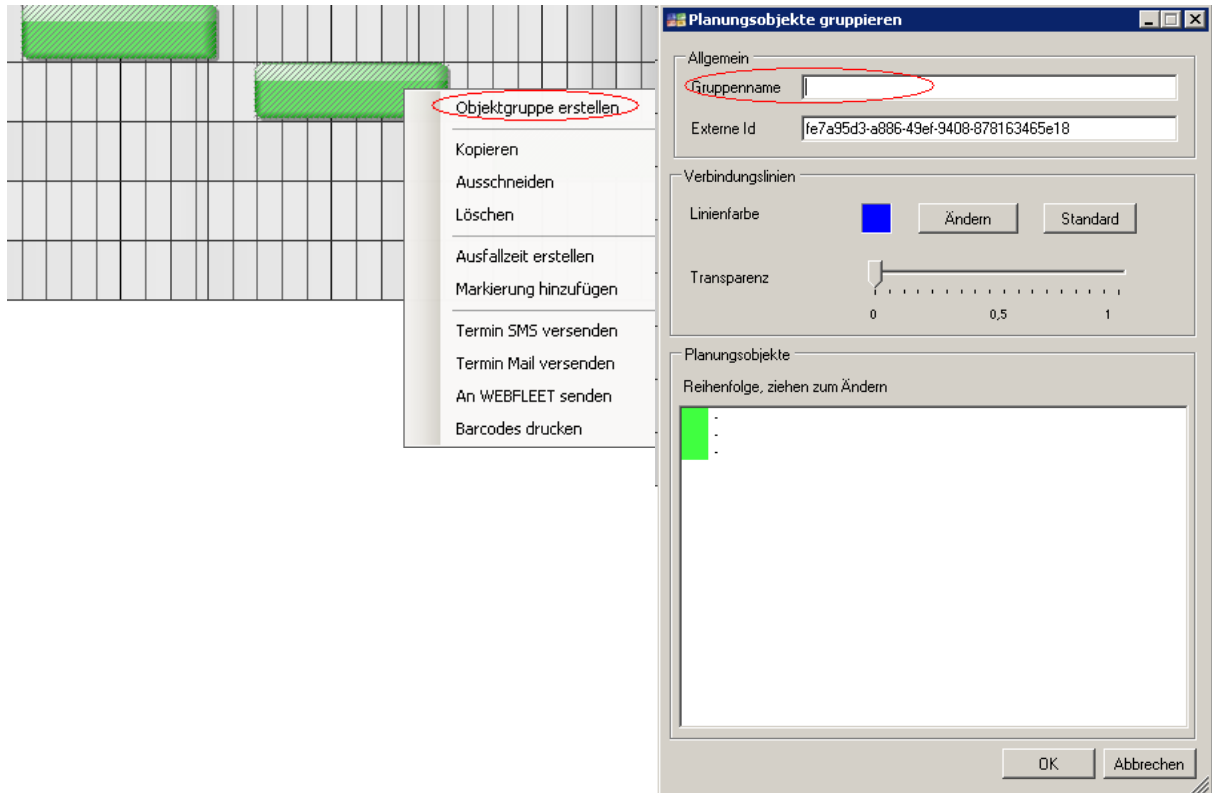 Objektgruppe erstellen
Kopieren
Ausschneiden
Löschen
Ausfallzeit erstellen
Markierung hinzufügen
Termin SMS versenden
Termin Mail versenden
An WEBFLEET senden
Barcodes drucken
Planungsobjekte gruppieren
Allgemein
Gruppenname
Externe Id fe7a95d3-a886-49ef-9408-878163465e18
Verbindungslinien
Linienfarbe Ändern Standard
Transparenz
0 0,5 1
Planungsobjekte
Reihenfolge, ziehen zum Ändern
-
-
-
OK Abbrechen